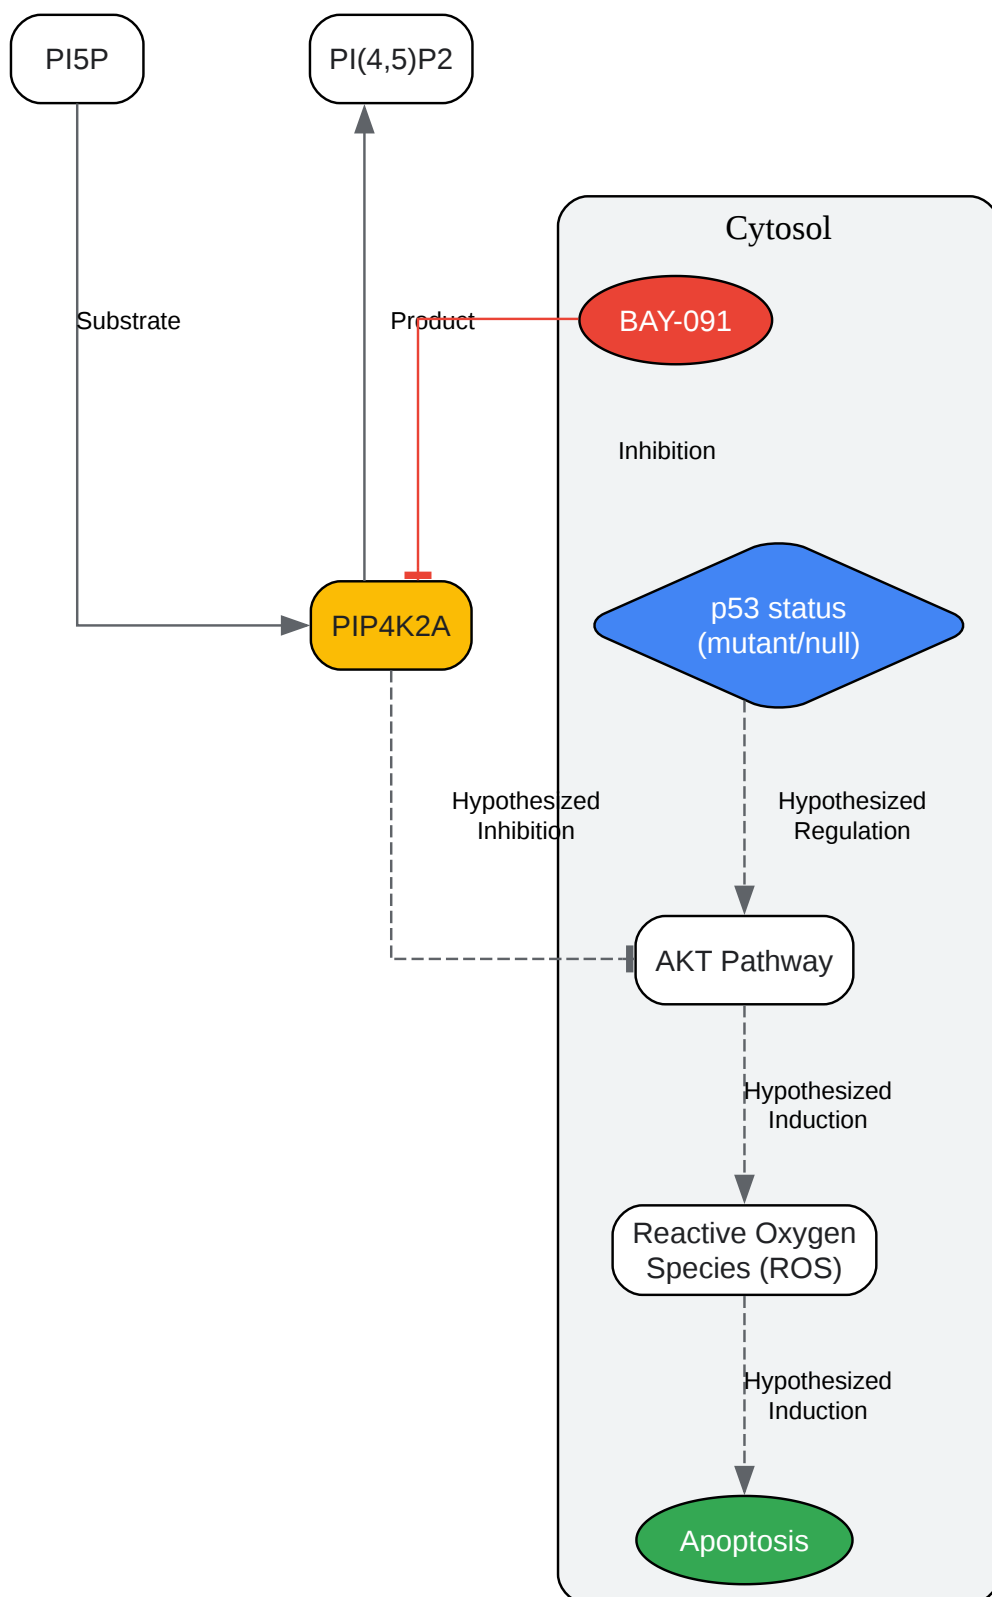 PI5P
PI(4,5)P2
Cytosol
Substrate
Product
BAY-091
Inhibition
PIP4K2A
p53 status
(mutant/null)
Hypothesized
Inhibition
Hypothesized
Regulation
AKT Pathway
Hypothesized
Induction
Reactive Oxygen
Species (ROS)
Hypothesized
Induction
Apoptosis